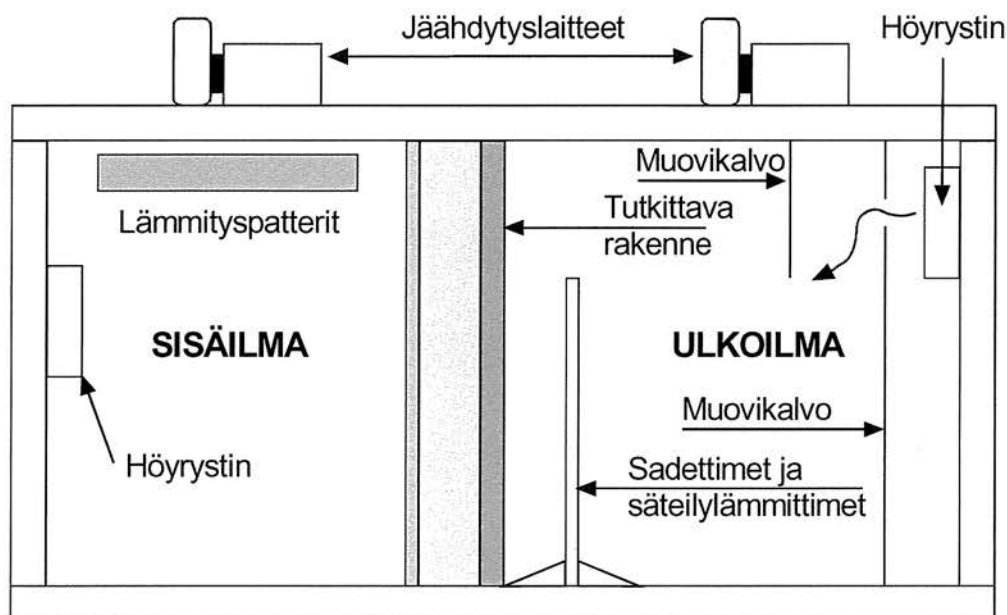 Jäähdytyslaitteet
Höyrystin
Muovikalvo
Tutkittava
rakenne
Lämmityspatterit
SISÄILMA
ULKOILMA
Muovikalvo
Höyrystin
Sadettimet ja
säteilylämmittimet